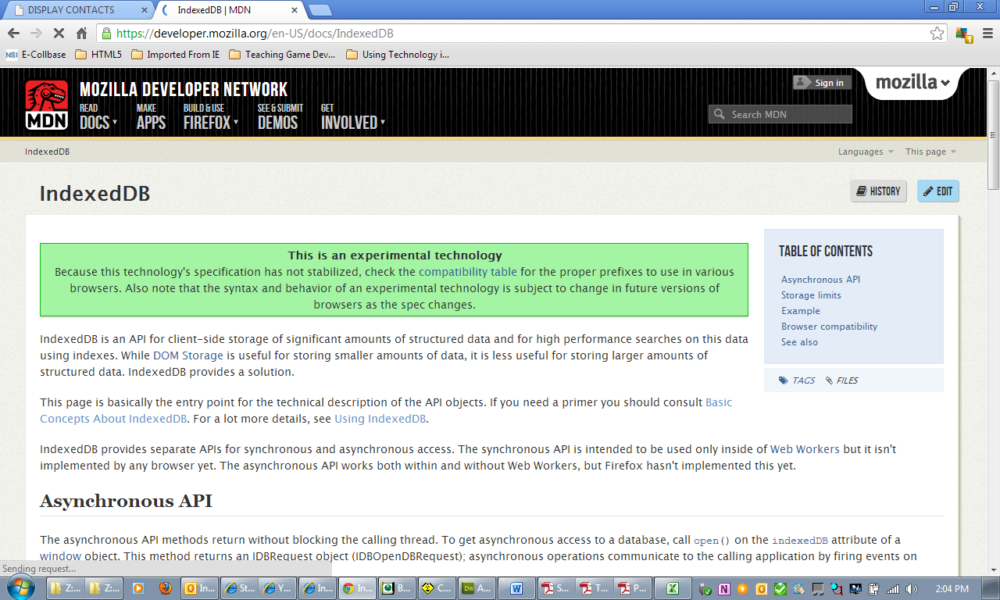 DISPLAY CONTACTS
IndexedDB | MDN
https://developer.mozilla.org/en-US/docs/IndexedDB
NSI E-Collbase HTML5 Imported From IE Teaching Game Dev... Using Technology i...
MDN
MOZILLA DEVELOPER NETWORK
READ DOCS
MAKE APPS
BUILD & USE FIREFOX
SEE & SUBMIT DEMOS
GET INVOLVED
Sign in
mozilla
Search MDN
IndexedDB
Languages This page
IndexedDB
HISTORY EDIT
This is an experimental technology
Because this technology's specification has not stabilized, check the compatibility table for the proper prefixes to use in various
browsers. Also note that the syntax and behavior of an experimental technology is subject to change in future versions of
browsers as the spec changes.
TABLE OF CONTENTS
Asynchronous API
Storage limits
Example
Browser compatibility
See also
TAGS FILES
IndexedDB is an API for client-side storage of significant amounts of structured data and for high performance searches on this data
using indexes. While DOM Storage is useful for storing smaller amounts of data, it is less useful for storing larger amounts of
structured data. IndexedDB provides a solution.
This page is basically the entry point for the technical description of the API objects. If you need a primer you should consult Basic
Concepts About IndexedDB. For a lot more details, see Using IndexedDB.
IndexedDB provides separate APIs for synchronous and asynchronous access. The synchronous API is intended to be used only inside of Web Workers but it isn't
implemented by any browser yet. The asynchronous API works both within and without Web Workers, but Firefox hasn't implemented this yet.
Asynchronous API
The asynchronous API methods return without blocking the calling thread. To get asynchronous access to a database, call open() on the indexedDB attribute of a
window object. This method returns an IDBRequest object (IDBOpenDBRequest); asynchronous operations communicate to the calling application by firing events on
Sending request...
Z:... Z:... In... St... Y... In... In... B... C... A... S... T... P... 2:04 PM